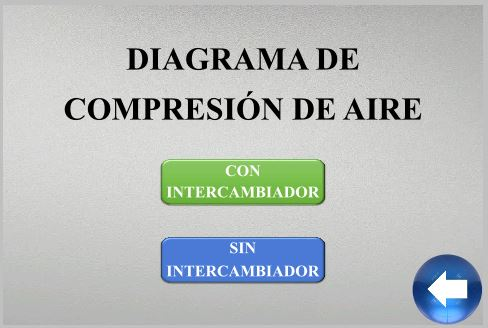 DIAGRAMA DE
COMPRESIÓN DE AIRE
CON
INTERCAMBIADOR
SIN
INTERCAMBIADOR